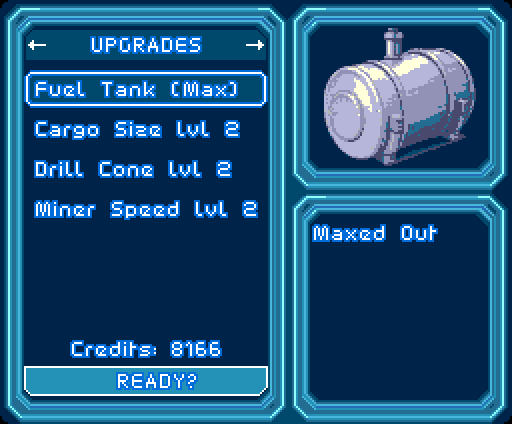 UPGRADES
Fuel Tank (Max)
Cargo Size lvl 2
Drill Cone lvl 2
Miner Speed lvl 2
Credits: 8166
READY?
Maxed Out